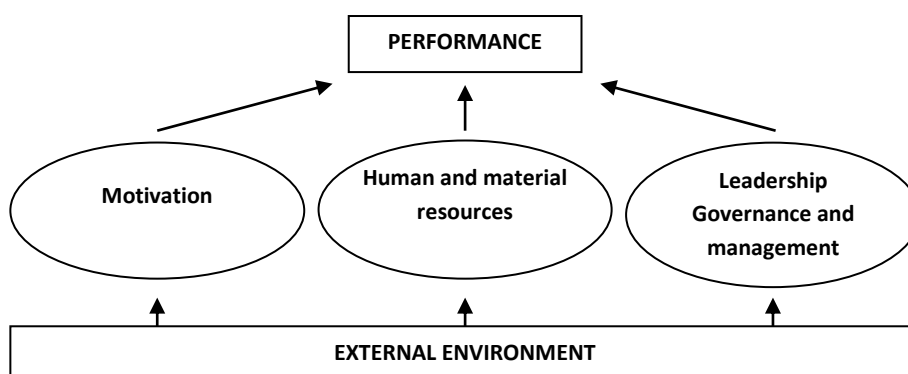 PERFORMANCE
Motivation
Human and material
resources
Leadership
Governance and
management
EXTERNAL ENVIRONMENT